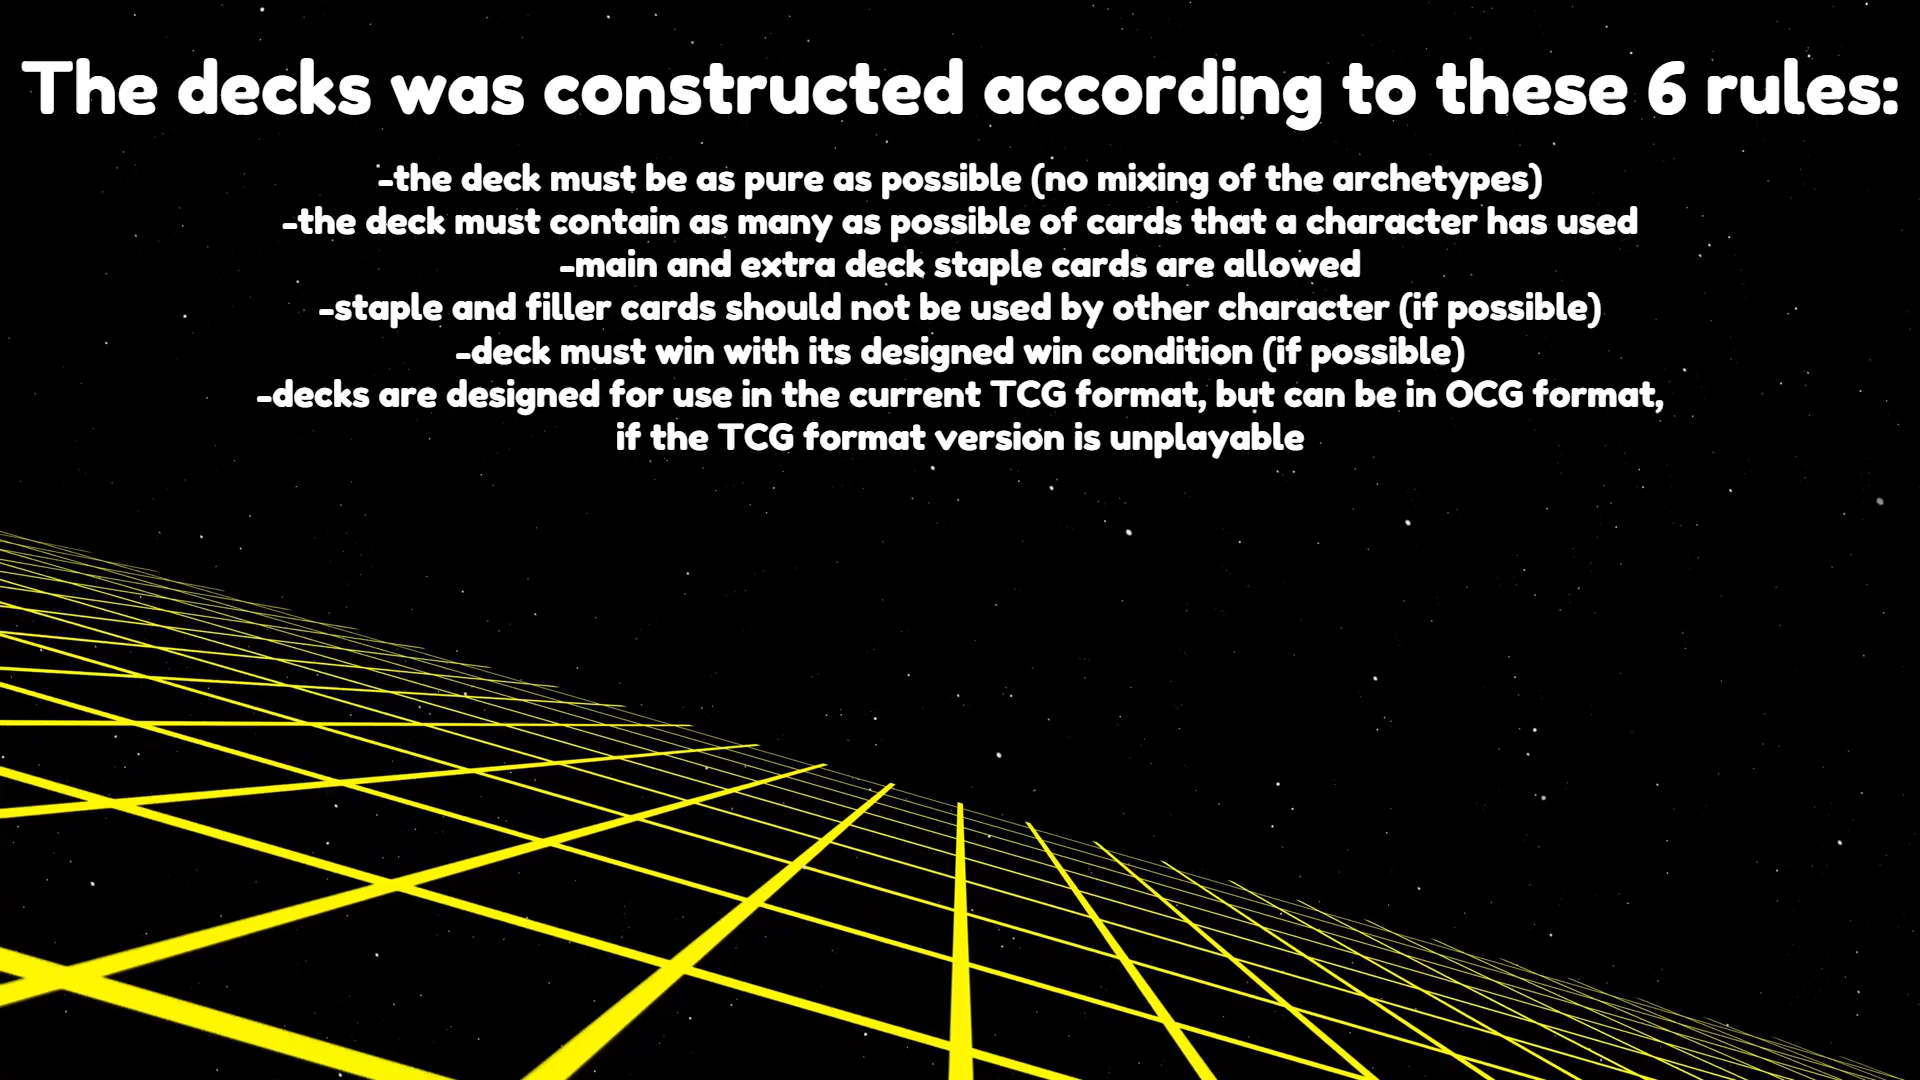 The decks was constructed according to these 6 rules:
-the deck must be as pure as possible (no mixing of the archetypes)
-the deck must contain as many as possible of cards that a character has used
-main and extra deck staple cards are allowed
-staple and filler cards should not be used by other character (if possible)
-deck must win with its designed win condition (if possible)
-decks are designed for use in the current TCG format, but can be in OCG format,
if the TCG format version is unplayable